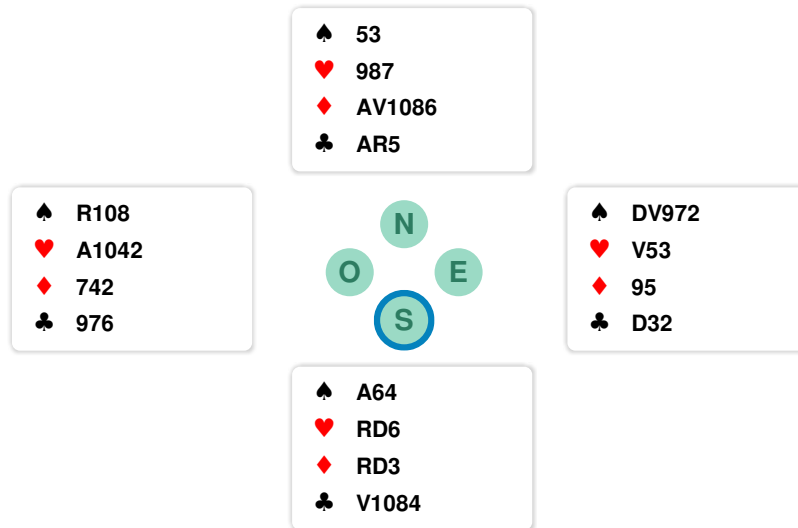 ♠ 53
♥ 987
♦ AV1086
♣ AR5
♠ R108
♥ A1042
♦ 742
♣ 976
N
O
E
S
♠ DV972
♥ V53
♦ 95
♣ D32
♠ A64
♥ RD6
♦ RD3
♣ V1084